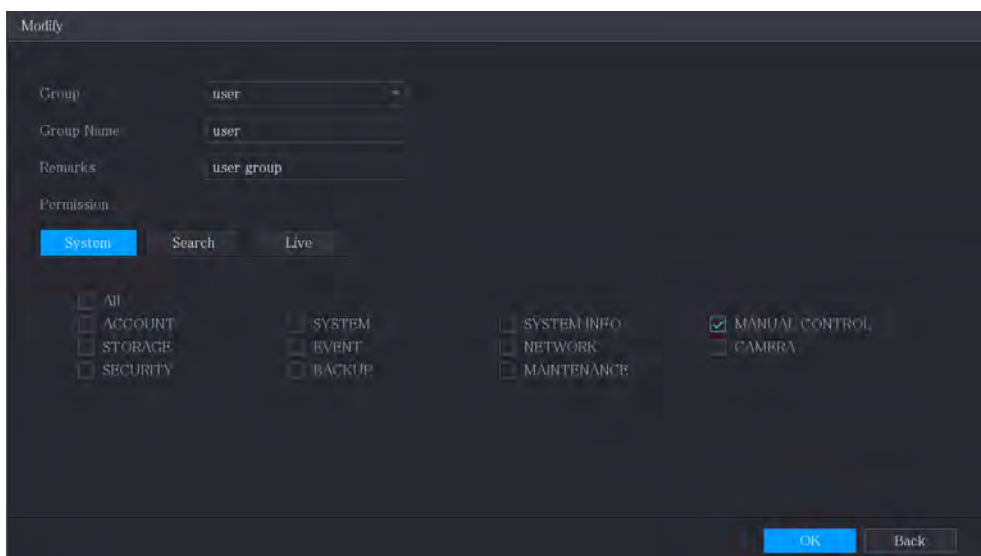 Modify
Group user
Group Name user
Remarks user group
Permission
System Search Live
All
ACCOUNT SYSTEM SYSTEM INFO MANUAL CONTROL
STORAGE EVENT NETWORK CAMERA
SECURITY BACKUP MAINTENANCE
OK Back